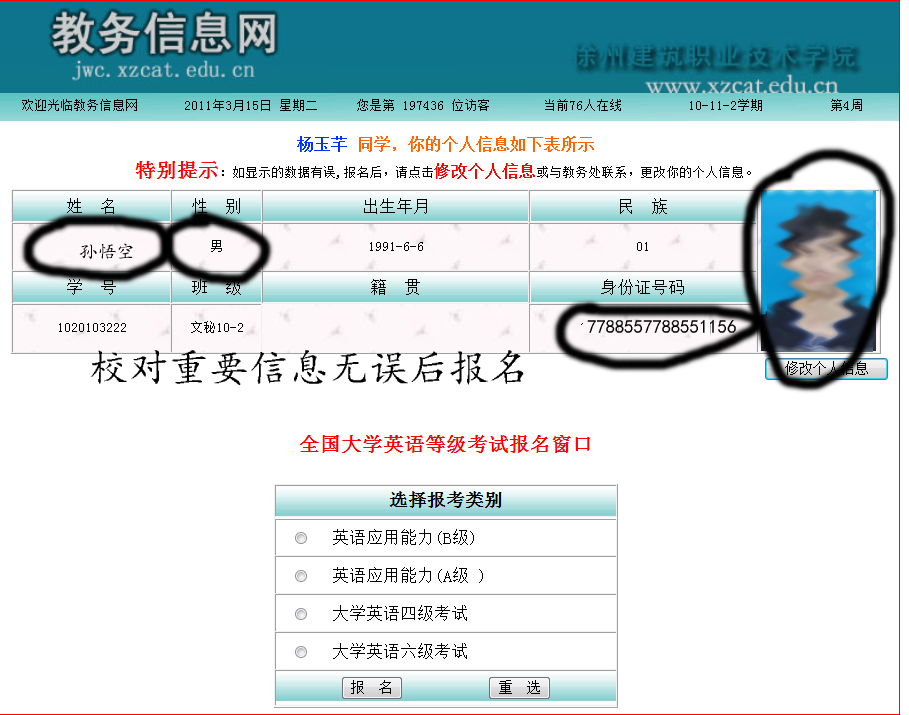 教务信息网
jwc.xzcat.edu.cn
徐州建筑职业技术学院
www.xzcat.edu.cn
欢迎光临教务信息网 2011年3月15日 星期二 您是第 197436 位访客 当前76人在线 10-11-2学期 第4周
杨玉芊 同学，你的个人信息如下表所示
特别提示：如显示的数据有误,报名后，请点击修改个人信息或与教务处联系，更改你的个人信息。
姓 名 性 别 出生年月 民 族
孙悟空 男 1991-6-6 01
学 号 班 级 籍 贯 身份证号码
1020103222 文秘10-2 7788557788551156
修改个人信息
校对重要信息无误后报名
全国大学英语等级考试报名窗口
选择报考类别
英语应用能力(B级)
英语应用能力(A级 )
大学英语四级考试
大学英语六级考试
报 名 重 选